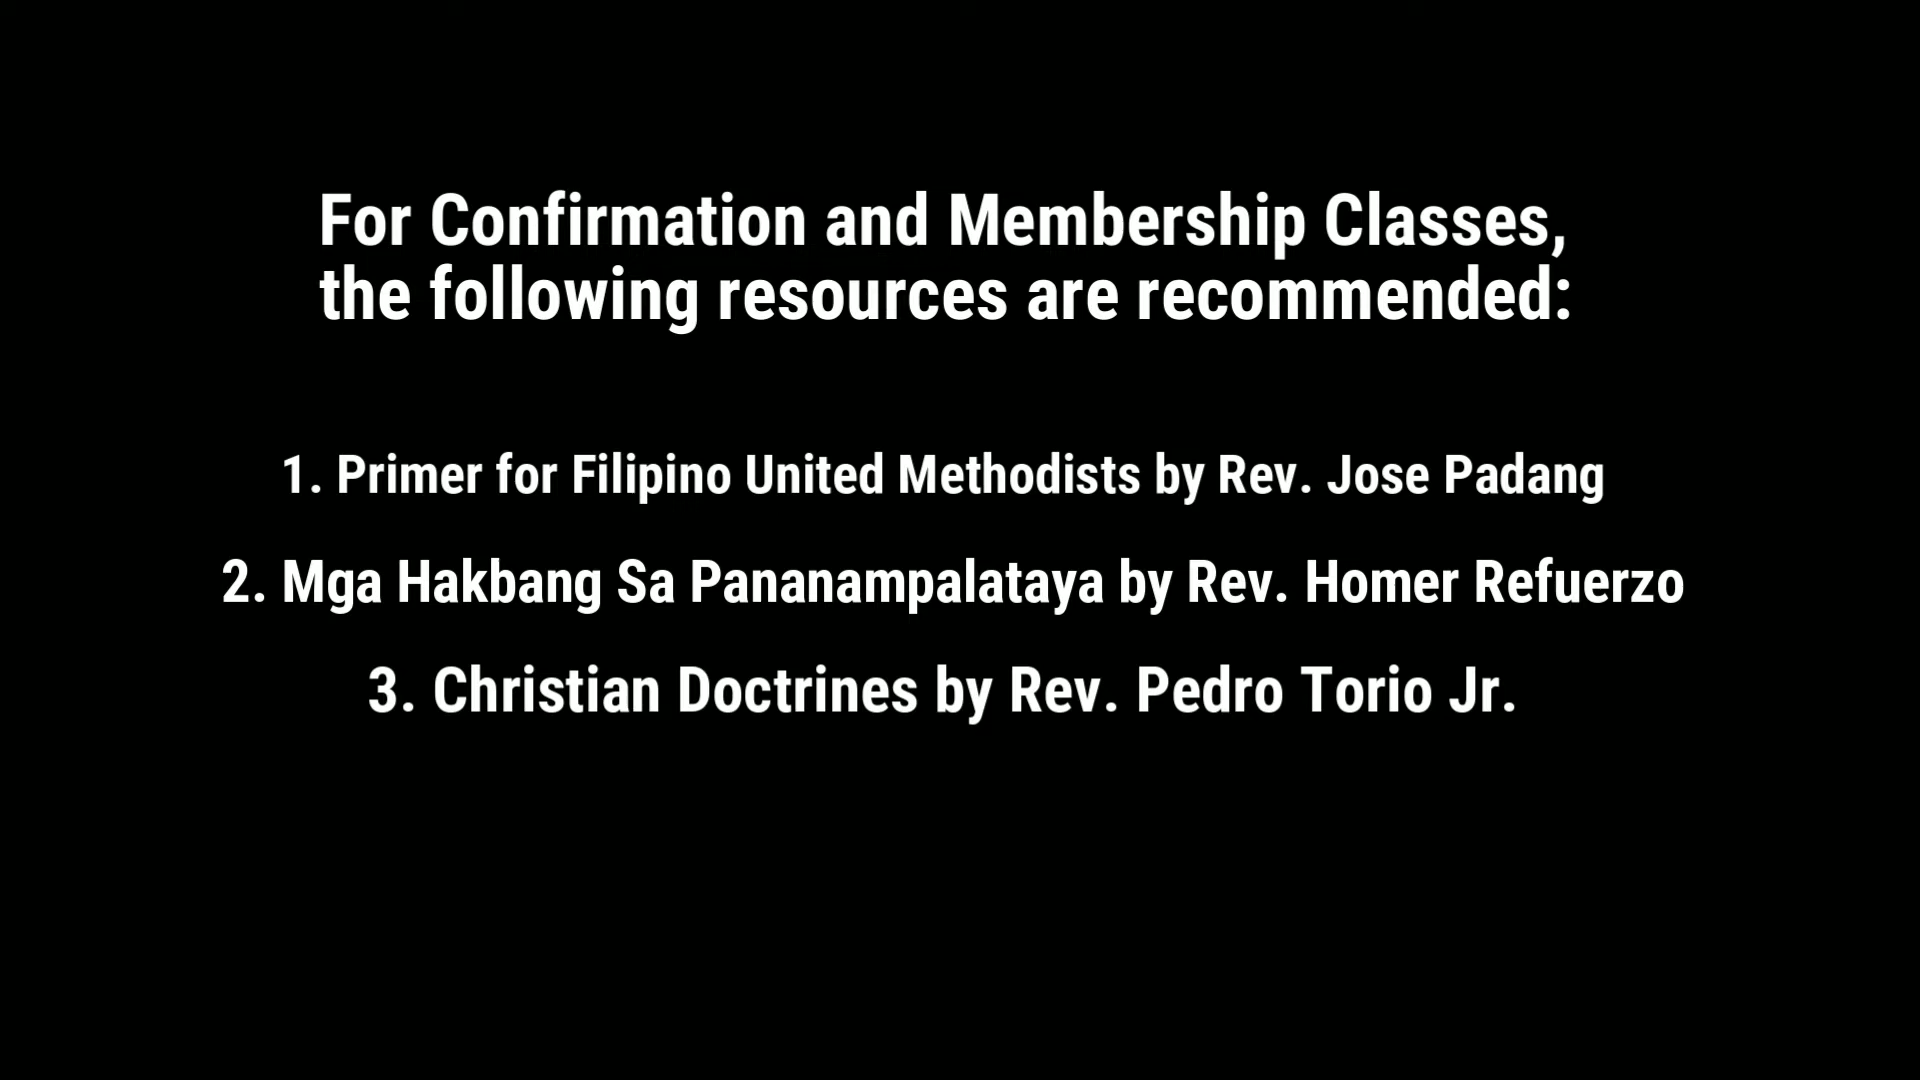 For Confirmation and Membership Classes,
the following resources are recommended:
1. Primer for Filipino United Methodists by Rev. Jose Padang
2. Mga Hakbang Sa Pananampalataya by Rev. Homer Refuerzo
3. Christian Doctrines by Rev. Pedro Torio Jr.